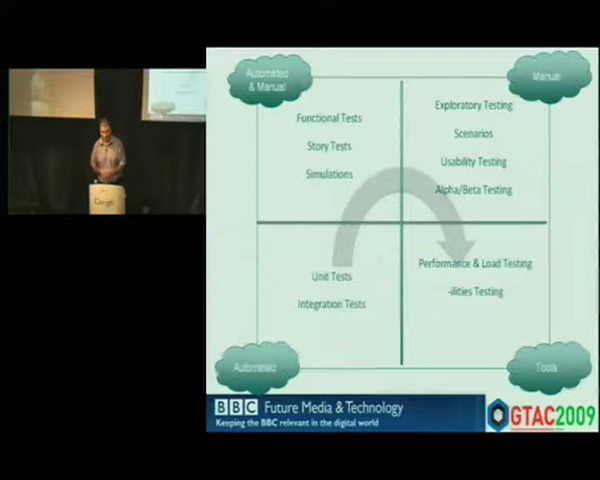 Automated
& Manual
Manual
Functional Tests
Story Tests
Simulations
Exploratory Testing
Scenarios
Usability Testing
Alpha/Beta Testing
Unit Tests
Integration Tests
Performance & Load Testing
-ilities Testing
Automated
Tools
BBC Future Media & Technology
Keeping the BBC relevant in the digital world
GTAC2009
Google